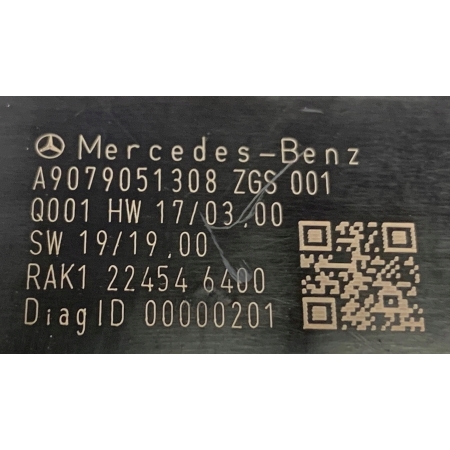 Mercedes-Benz
A9079051308 ZGS 001
Q001 HW 17/03.00
SW 19/19.00
RAK1 22454 6400
DiagID 00000201